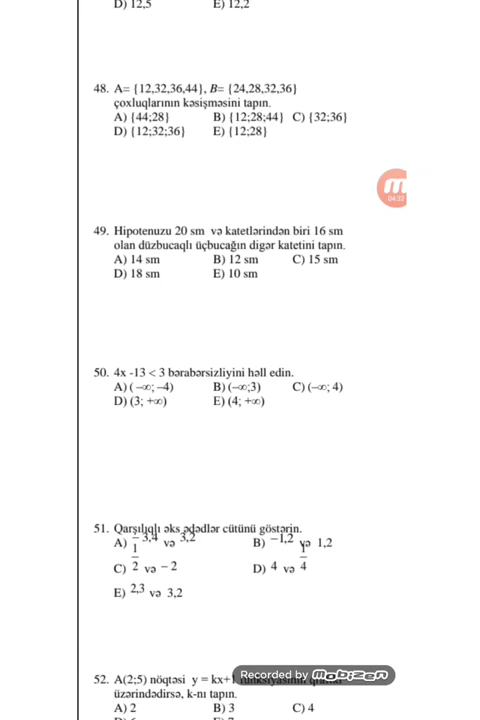 D) 12,5 E) 12,2
48. A= {12,32,36,44}, B= {24,28,32,36}
çoxluqlarının kəsişməsini tapın.
A) {44;28} B) {12;28;44} C) {32;36}
D) {12;32;36} E) {12;28}
04:33
49. Hipotenuzu 20 sm və katetlərindən biri 16 sm
olan düzbucaqlı üçbucağın digər katetini tapın.
A) 14 sm B) 12 sm C) 15 sm
D) 18 sm E) 10 sm
50. 4x -13 < 3 bərabərsizliyini həll edin.
A) (−∞; −4) B) (−∞;3) C) (−∞; 4)
D) (3; +∞) E) (4; +∞)
51. Qarşılıqlı əks ədədlər cütünü göstərin.
A) −3,4 və 3,2 B) −1,2 və 1,2
C) 1/2 və −2 D) 4 və 1/4
E) 2,3 və 3,2
52. A(2;5) nöqtəsi y = kx+1
Recorded by mobizen
üzərindədirsə, k-nı tapın.
A) 2 B) 3 C) 4